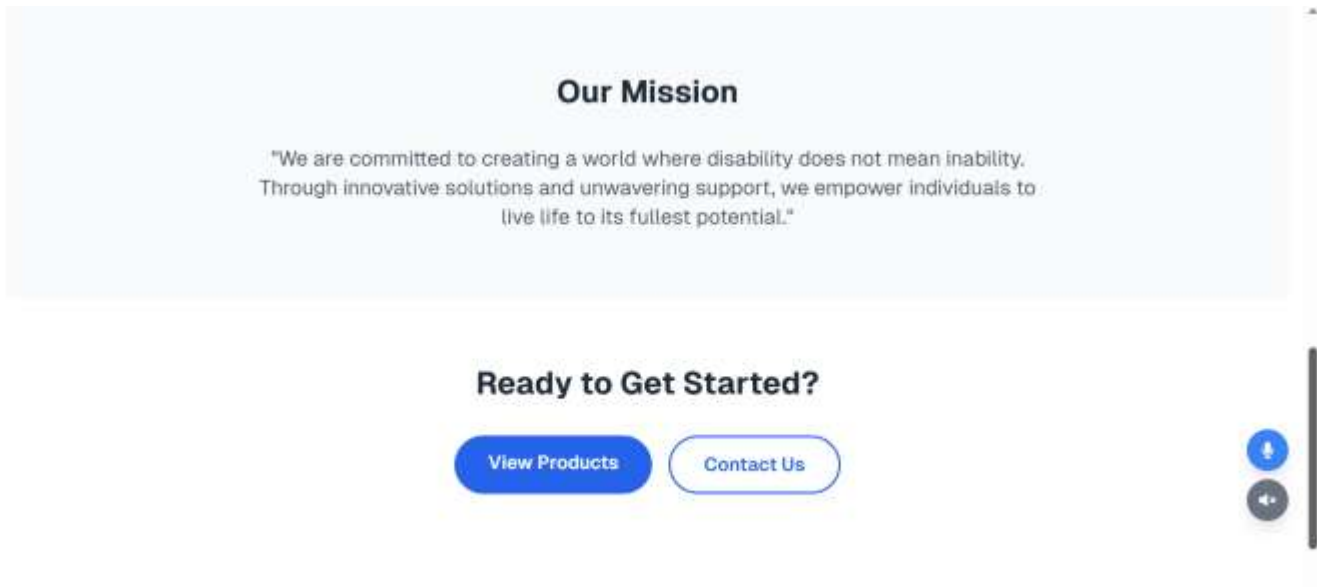 Our Mission
"We are committed to creating a world where disability does not mean inability.
Through innovative solutions and unwavering support, we empower individuals to
live life to its fullest potential."
Ready to Get Started?
View Products
Contact Us